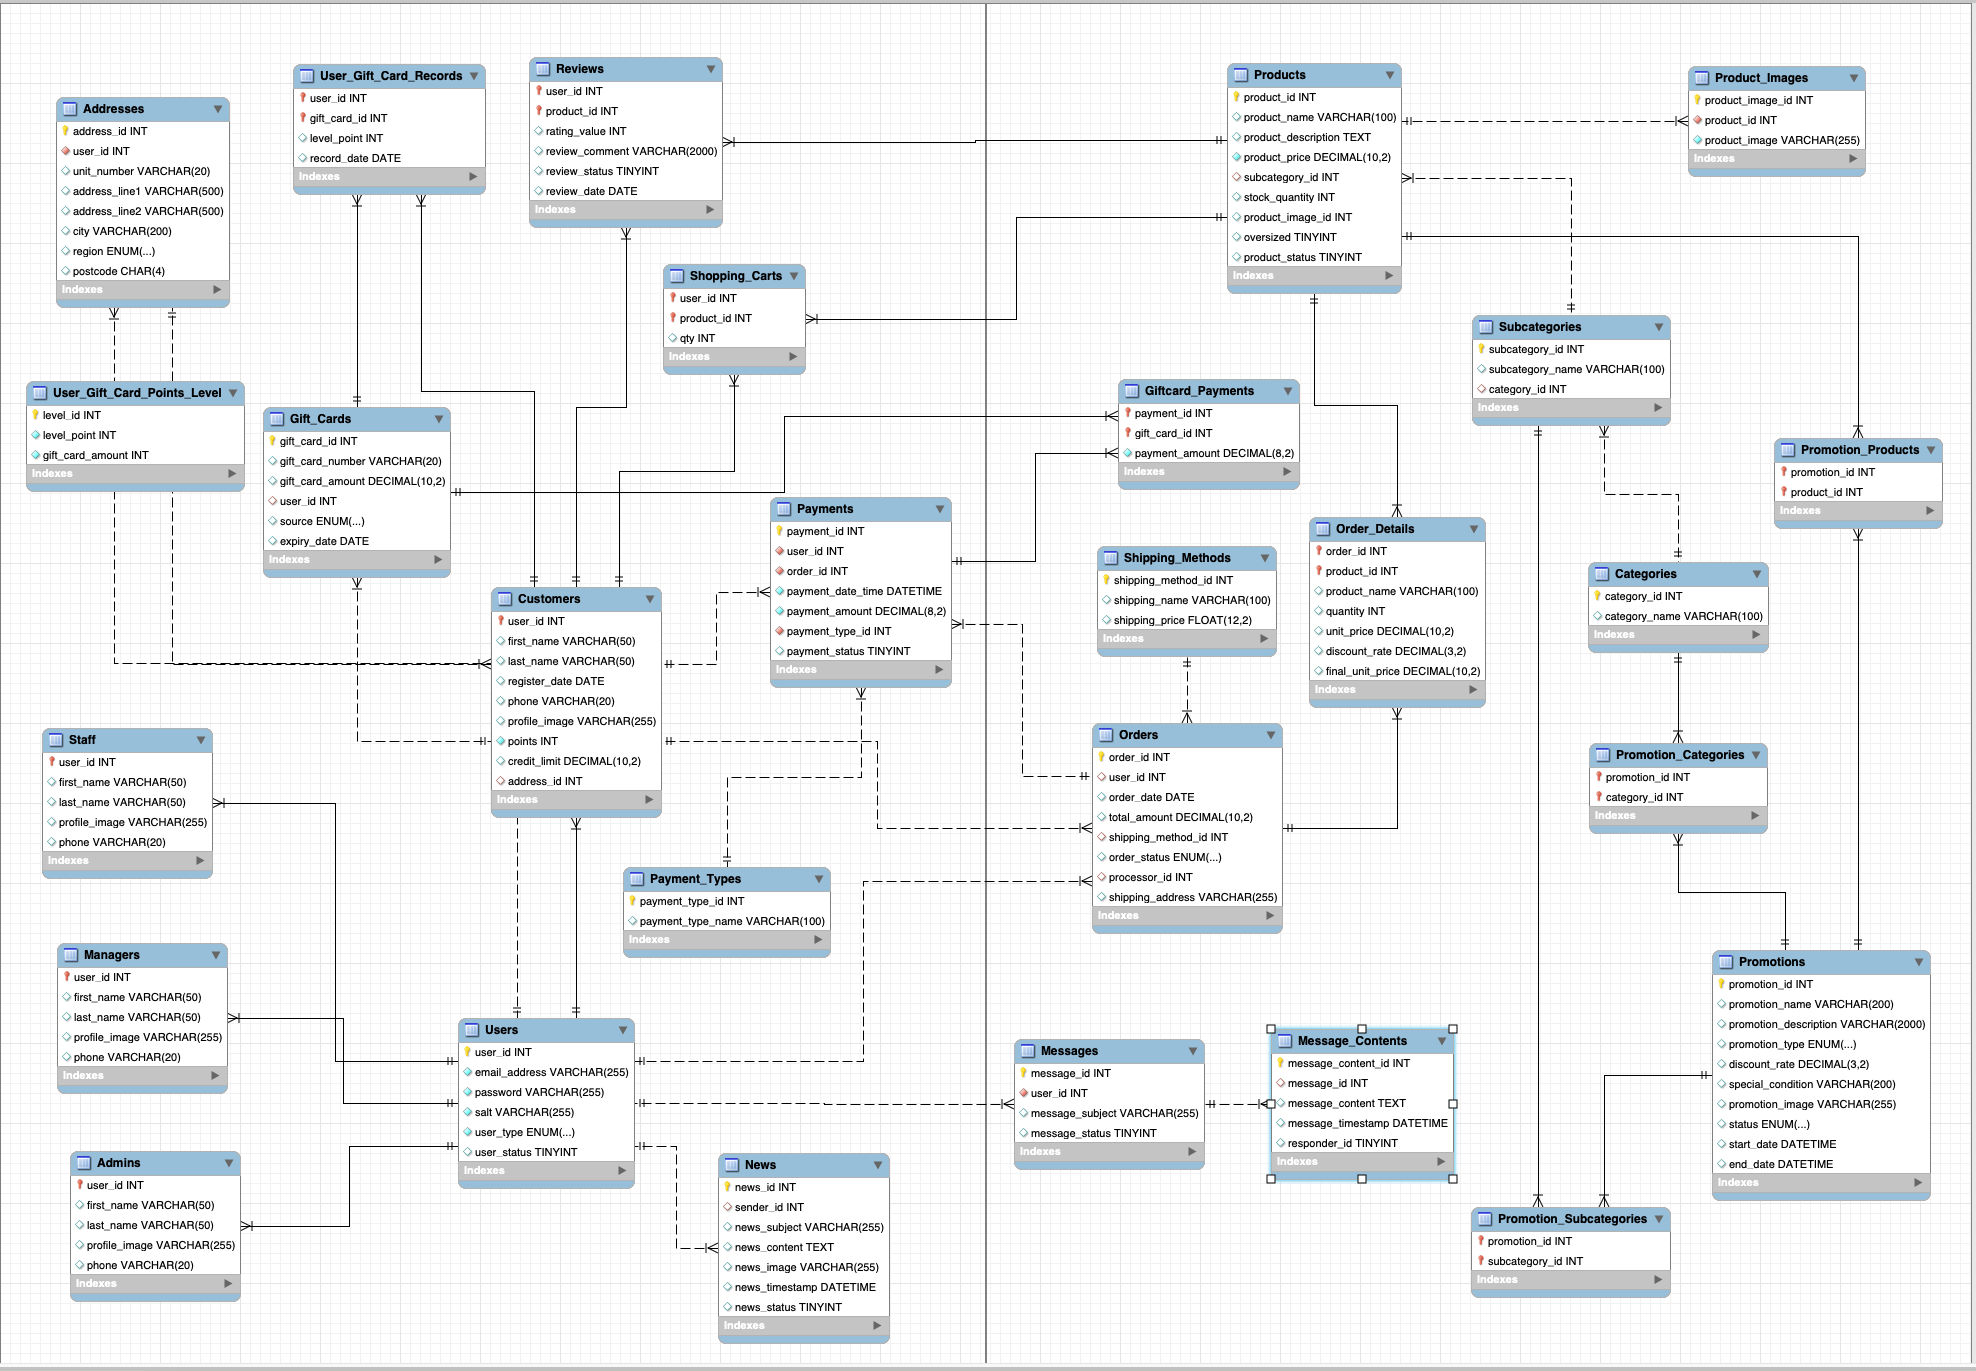 Addresses
address_id INT
user_id INT
unit_number VARCHAR(20)
address_line1 VARCHAR(500)
address_line2 VARCHAR(500)
city VARCHAR(200)
region ENUM(...)
postcode CHAR(4)
Indexes
User_Gift_Card_Records
user_id INT
gift_card_id INT
level_point INT
record_date DATE
Indexes
Reviews
user_id INT
product_id INT
rating_value INT
review_comment VARCHAR(2000)
review_status TINYINT
review_date DATE
Indexes
Shopping_Carts
user_id INT
product_id INT
qty INT
Indexes
Products
product_id INT
product_name VARCHAR(100)
product_description TEXT
product_price DECIMAL(10,2)
subcategory_id INT
stock_quantity INT
product_image_id INT
oversized TINYINT
product_status TINYINT
Indexes
Product_Images
product_image_id INT
product_id INT
product_image VARCHAR(255)
Indexes
Subcategories
subcategory_id INT
subcategory_name VARCHAR(100)
category_id INT
Indexes
User_Gift_Card_Points_Level
level_id INT
level_point INT
gift_card_amount INT
Indexes
Gift_Cards
gift_card_id INT
gift_card_number VARCHAR(20)
gift_card_amount DECIMAL(10,2)
user_id INT
source ENUM(...)
expiry_date DATE
Indexes
Giftcard_Payments
payment_id INT
gift_card_id INT
payment_amount DECIMAL(8,2)
Indexes
Promotion_Products
promotion_id INT
product_id INT
Indexes
Payments
payment_id INT
user_id INT
order_id INT
payment_date_time DATETIME
payment_amount DECIMAL(8,2)
payment_type_id INT
payment_status TINYINT
Indexes
Shipping_Methods
shipping_method_id INT
shipping_name VARCHAR(100)
shipping_price FLOAT(12,2)
Indexes
Order_Details
order_id INT
product_id INT
product_name VARCHAR(100)
quantity INT
unit_price DECIMAL(10,2)
discount_rate DECIMAL(3,2)
final_unit_price DECIMAL(10,2)
Indexes
Categories
category_id INT
category_name VARCHAR(100)
Indexes
Customers
user_id INT
first_name VARCHAR(50)
last_name VARCHAR(50)
register_date DATE
phone VARCHAR(20)
profile_image VARCHAR(255)
points INT
credit_limit DECIMAL(10,2)
address_id INT
Indexes
Staff
user_id INT
first_name VARCHAR(50)
last_name VARCHAR(50)
profile_image VARCHAR(255)
phone VARCHAR(20)
Indexes
Orders
order_id INT
user_id INT
order_date DATE
total_amount DECIMAL(10,2)
shipping_method_id INT
order_status ENUM(...)
processor_id INT
shipping_address VARCHAR(255)
Indexes
Promotion_Categories
promotion_id INT
category_id INT
Indexes
Payment_Types
payment_type_id INT
payment_type_name VARCHAR(100)
Indexes
Managers
user_id INT
first_name VARCHAR(50)
last_name VARCHAR(50)
profile_image VARCHAR(255)
phone VARCHAR(20)
Indexes
Users
user_id INT
email_address VARCHAR(255)
password VARCHAR(255)
salt VARCHAR(255)
user_type ENUM(...)
user_status TINYINT
Indexes
Messages
message_id INT
user_id INT
message_subject VARCHAR(255)
message_status TINYINT
Indexes
Message_Contents
message_content_id INT
message_id INT
message_content TEXT
message_timestamp DATETIME
responder_id TINYINT
Indexes
Promotions
promotion_id INT
promotion_name VARCHAR(200)
promotion_description VARCHAR(2000)
promotion_type ENUM(...)
discount_rate DECIMAL(3,2)
special_condition VARCHAR(200)
promotion_image VARCHAR(255)
status ENUM(...)
start_date DATETIME
end_date DATETIME
Indexes
Admins
user_id INT
first_name VARCHAR(50)
last_name VARCHAR(50)
profile_image VARCHAR(255)
phone VARCHAR(20)
Indexes
News
news_id INT
sender_id INT
news_subject VARCHAR(255)
news_content TEXT
news_image VARCHAR(255)
news_timestamp DATETIME
news_status TINYINT
Indexes
Promotion_Subcategories
promotion_id INT
subcategory_id INT
Indexes